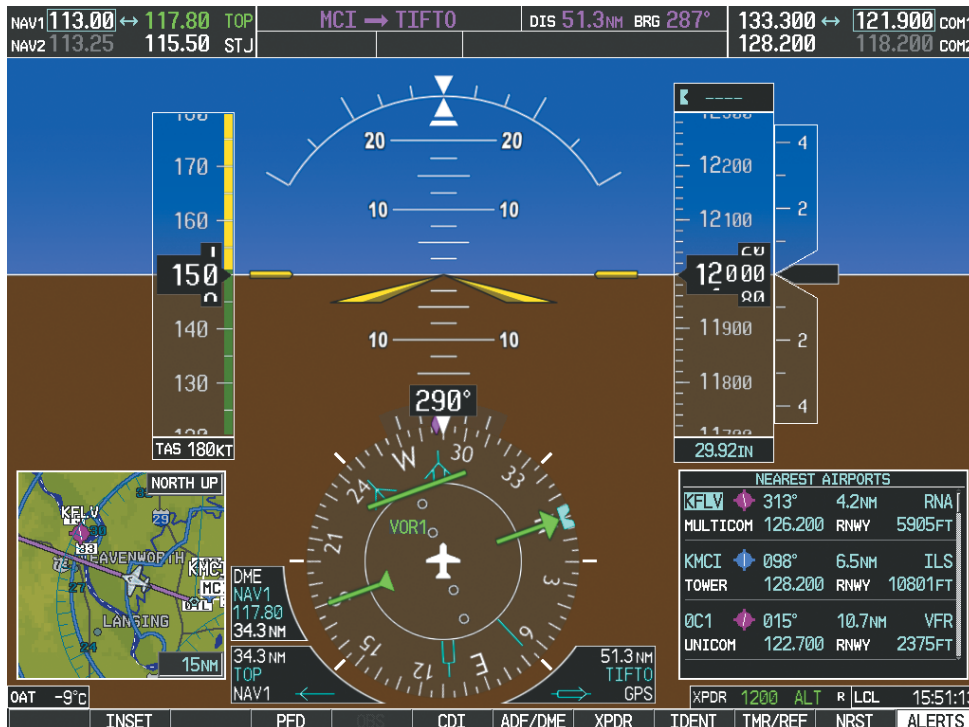 NAV1 113.00 ↔ 117.80 TOP
NAV2 113.25 115.50 STJ
MCI → TIFTO
DIS 51.3NM BRG 287°
133.300 ↔ 121.900 COM1
128.200 118.200 COM2
170
160
150
140
130
TAS 180KT
20 20
10 10
10 10
----
12200
12100
12000
20
80
11900
11800
29.92IN
4
2
2
4
290°
W 30 33 3 6 E 12 15 21 24
VOR1
NORTH UP
KFLV
29
LEAVENWORTH
KMCI
LANSING
15NM
DME
NAV1
117.80
34.3NM
34.3NM
TOP
NAV1
51.3NM
TIFTO
GPS
NEAREST AIRPORTS
KFLV 313° 4.2NM RNA
MULTICOM 126.200 RNWY 5905FT
KMCI 098° 6.5NM ILS
TOWER 128.200 RNWY 10801FT
0C1 015° 10.7NM VFR
UNICOM 122.700 RNWY 2375FT
OAT -9°C
XPDR 1200 ALT R LCL 15:51:1
INSET PFD OBS CDI ADF/DME XPDR IDENT TMR/REF NRST ALERTS